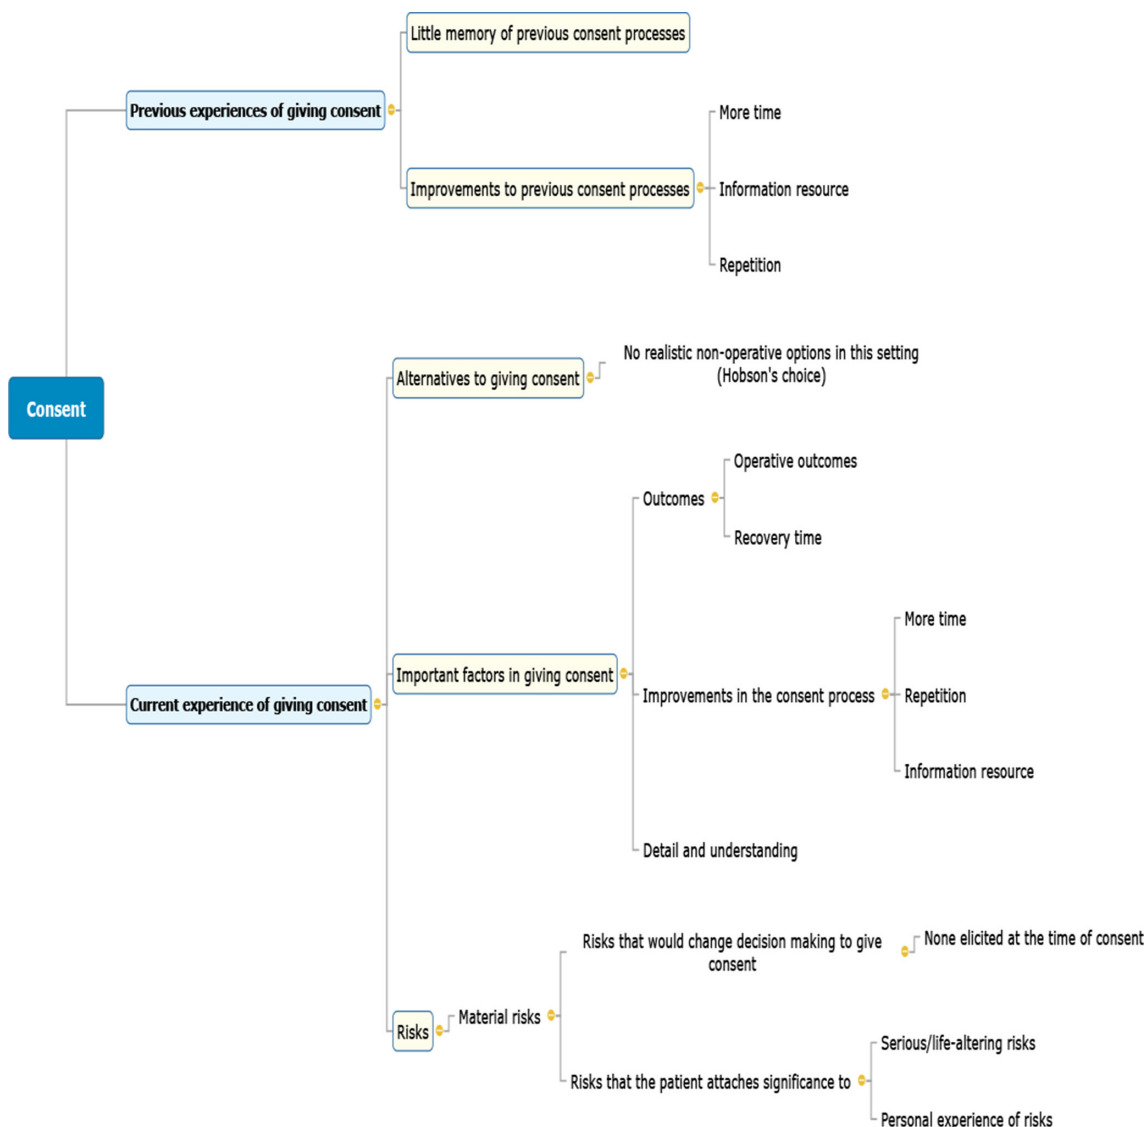 Little memory of previous consent processes
Previous experiences of giving consent
More time
Improvements to previous consent processes
Information resource
Repetition
No realistic non-operative options in this setting
(Hobson's choice)
Alternatives to giving consent
Consent
Operative outcomes
Outcomes
Recovery time
More time
Important factors in giving consent
Improvements in the consent process
Repetition
Current experience of giving consent
Information resource
Detail and understanding
Risks that would change decision making to give
consent
None elicited at the time of consent
Material risks
Risks
Serious/life-altering risks
Risks that the patient attaches significance to
Personal experience of risks